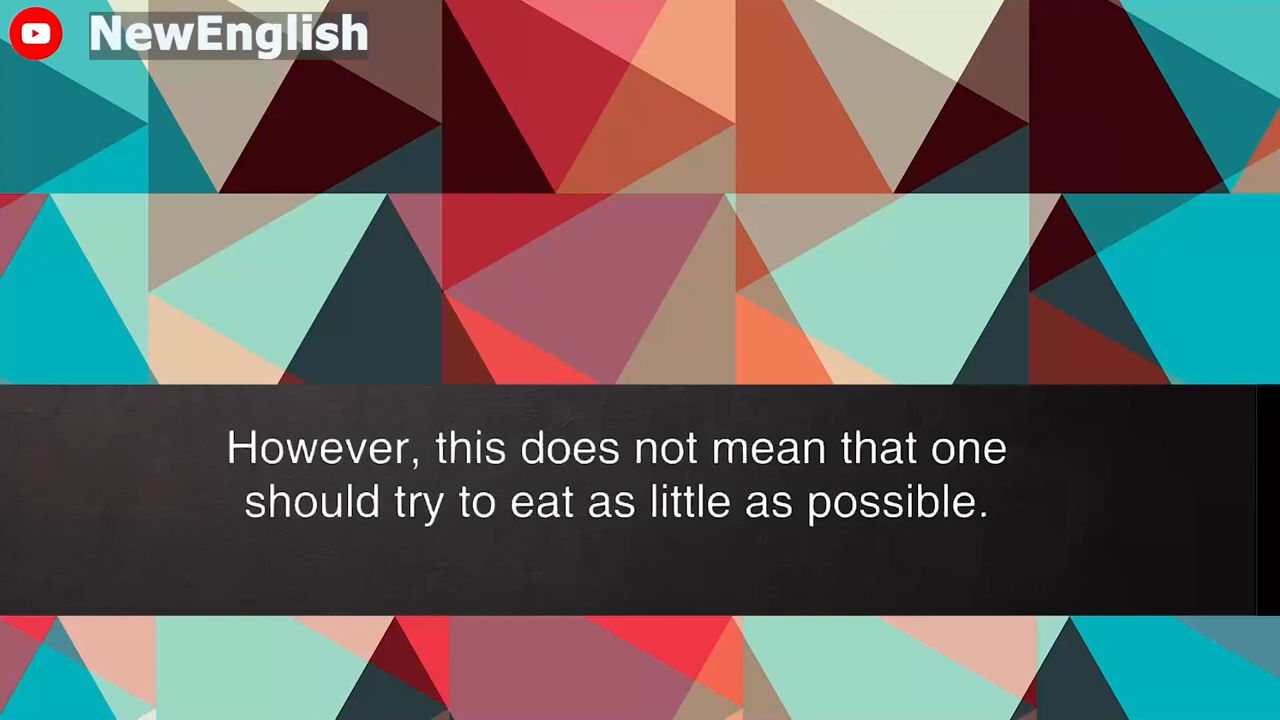 NewEnglish
However, this does not mean that one
should try to eat as little as possible.